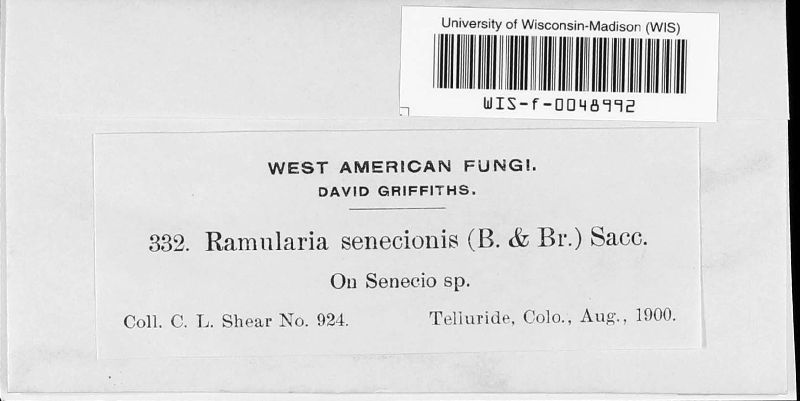 University of Wisconsin-Madison (WIS)
WIS-f-0048992
WEST AMERICAN FUNGI.
DAVID GRIFFITHS.
332. Ramularia senecionis (B. & Br.) Sacc.
On Senecio sp.
Coll. C. L. Shear No. 924. Telluride, Colo., Aug., 1900.